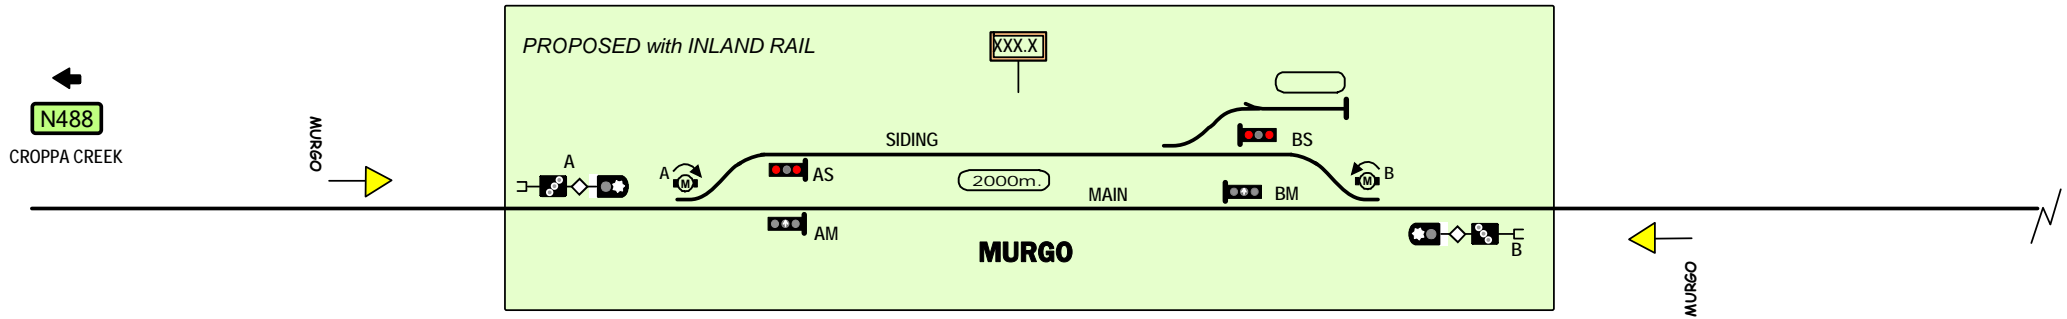 PROPOSED with INLAND RAIL
XXX.X
N488
CROPPA CREEK
MURGO
A
A
M
SIDING
AS
2000m.
MAIN
AM
BS
BM
M
B
MURGO
B
MURGO